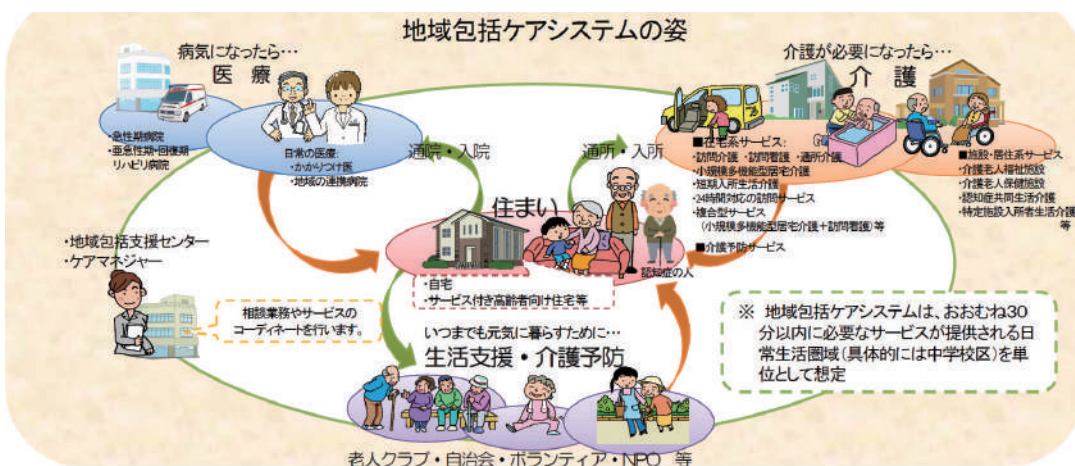 地域包括ケアシステムの姿
病気になったら…
医 療
・急性期病院
・亜急性期・回復期
リハビリ病院
日常の医療:
・かかりつけ医
・地域の連携病院
通院・入院
通所・入所
介護が必要になったら…
介 護
■在宅系サービス:
・訪問介護・訪問看護・通所介護
・小規模多機能型居宅介護
・短期入所生活介護
・24時間対応の訪問サービス
・複合型サービス
(小規模多機能型居宅介護+訪問看護)等
■介護予防サービス
■施設・居住系サービス
・介護老人福祉施設
・介護老人保健施設
・認知症共同生活介護
・特定施設入所者生活介護
等
住まい
認知症の人
・自宅
・サービス付き高齢者向け住宅等
・地域包括支援センター
・ケアマネジャー
相談業務やサービスの
コーディネートを行います。
いつまでも元気に暮らすために…
生活支援・介護予防
老人クラブ・自治会・ボランティア・NPO 等
※ 地域包括ケアシステムは、おおむね30
分以内に必要なサービスが提供される日
常生活圏域(具体的には中学校区)を単
位として想定